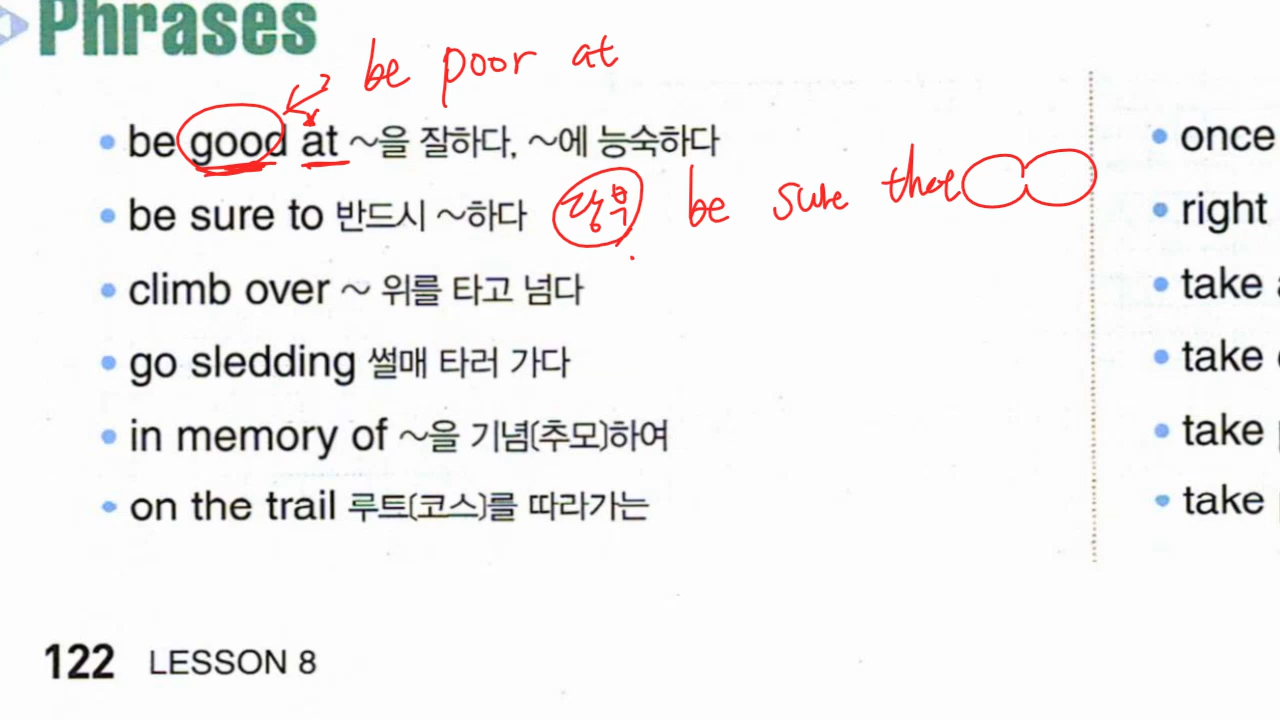 Phrases
be poor at
• be good at ~을 잘하다, ~에 능숙하다
• be sure to 반드시 ~하다 당부 be sure that
• climb over ~ 위를 타고 넘다
• go sledding 썰매 타러 가다
• in memory of ~을 기념(추모)하여
• on the trail 루트(코스)를 따라가는
• once
• right
• take
• take
• take
• take
122 LESSON 8